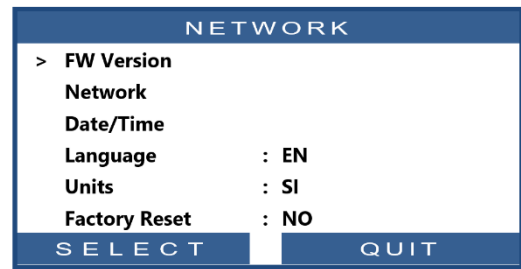 NETWORK
> FW Version
Network
Date/Time
Language : EN
Units : SI
Factory Reset : NO
SELECT QUIT